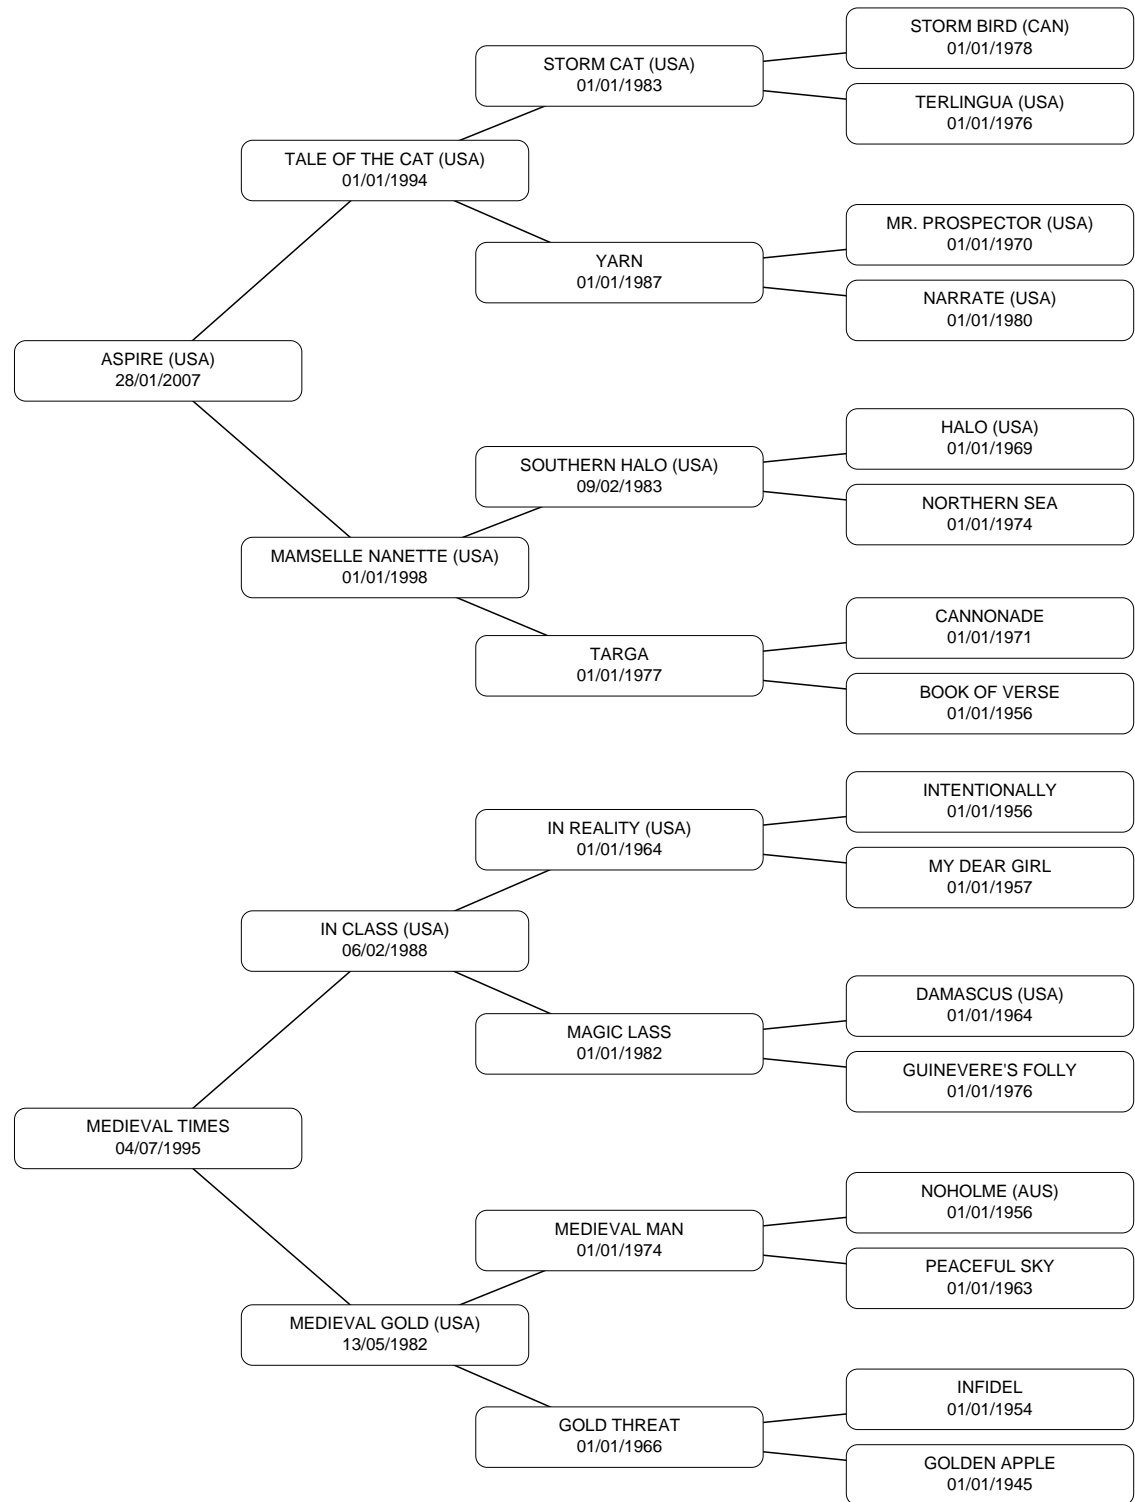 STORM BIRD (CAN)
01/01/1978
STORM CAT (USA)
01/01/1983
TERLINGUA (USA)
01/01/1976
TALE OF THE CAT (USA)
01/01/1994
MR. PROSPECTOR (USA)
01/01/1970
YARN
01/01/1987
NARRATE (USA)
01/01/1980
ASPIRE (USA)
28/01/2007
HALO (USA)
01/01/1969
SOUTHERN HALO (USA)
09/02/1983
NORTHERN SEA
01/01/1974
MAMSELLE NANETTE (USA)
01/01/1998
CANNONADE
01/01/1971
TARGA
01/01/1977
BOOK OF VERSE
01/01/1956
INTENTIONALLY
01/01/1956
IN REALITY (USA)
01/01/1964
MY DEAR GIRL
01/01/1957
IN CLASS (USA)
06/02/1988
DAMASCUS (USA)
01/01/1964
MAGIC LASS
01/01/1982
GUINEVERE'S FOLLY
01/01/1976
MEDIEVAL TIMES
04/07/1995
NOHOLME (AUS)
01/01/1956
MEDIEVAL MAN
01/01/1974
PEACEFUL SKY
01/01/1963
MEDIEVAL GOLD (USA)
13/05/1982
INFIDEL
01/01/1954
GOLD THREAT
01/01/1966
GOLDEN APPLE
01/01/1945